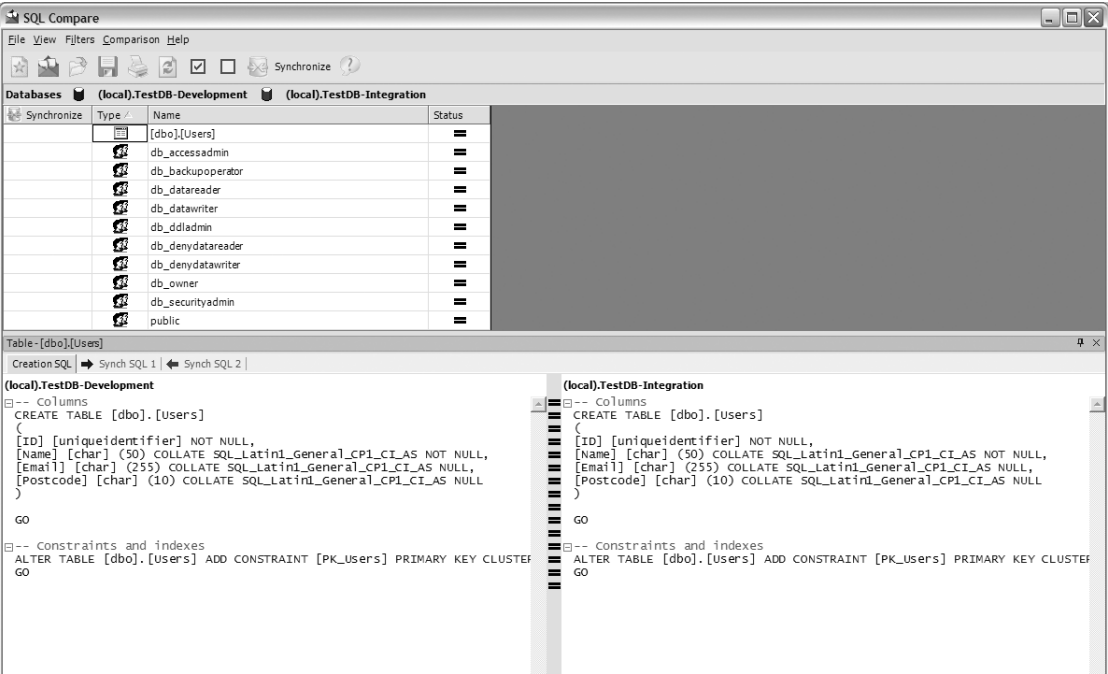 SQL Compare
File View Filters Comparison Help
Synchronize
Databases (local).TestDB-Development (local).TestDB-Integration
Synchronize Type Name Status
[dbo].[Users]
db_accessadmin
db_backupoperator
db_datareader
db_datawriter
db_ddladmin
db_denydatareader
db_denydatawriter
db_owner
db_securityadmin
public
Table - [dbo].[Users]
Creation SQL Synch SQL 1 Synch SQL 2
(local).TestDB-Development
-- Columns
CREATE TABLE [dbo].[Users]
(
[ID] [uniqueidentifier] NOT NULL,
[Name] [char] (50) COLLATE SQL_Latin1_General_CP1_CI_AS NOT NULL,
[Email] [char] (255) COLLATE SQL_Latin1_General_CP1_CI_AS NULL,
[Postcode] [char] (10) COLLATE SQL_Latin1_General_CP1_CI_AS NULL
)
GO
-- Constraints and indexes
ALTER TABLE [dbo].[Users] ADD CONSTRAINT [PK_Users] PRIMARY KEY CLUSTER
GO
(local).TestDB-Integration
-- Columns
CREATE TABLE [dbo].[Users]
(
[ID] [uniqueidentifier] NOT NULL,
[Name] [char] (50) COLLATE SQL_Latin1_General_CP1_CI_AS NOT NULL,
[Email] [char] (255) COLLATE SQL_Latin1_General_CP1_CI_AS NULL,
[Postcode] [char] (10) COLLATE SQL_Latin1_General_CP1_CI_AS NULL
)
GO
-- Constraints and indexes
ALTER TABLE [dbo].[Users] ADD CONSTRAINT [PK_Users] PRIMARY KEY CLUSTER
GO